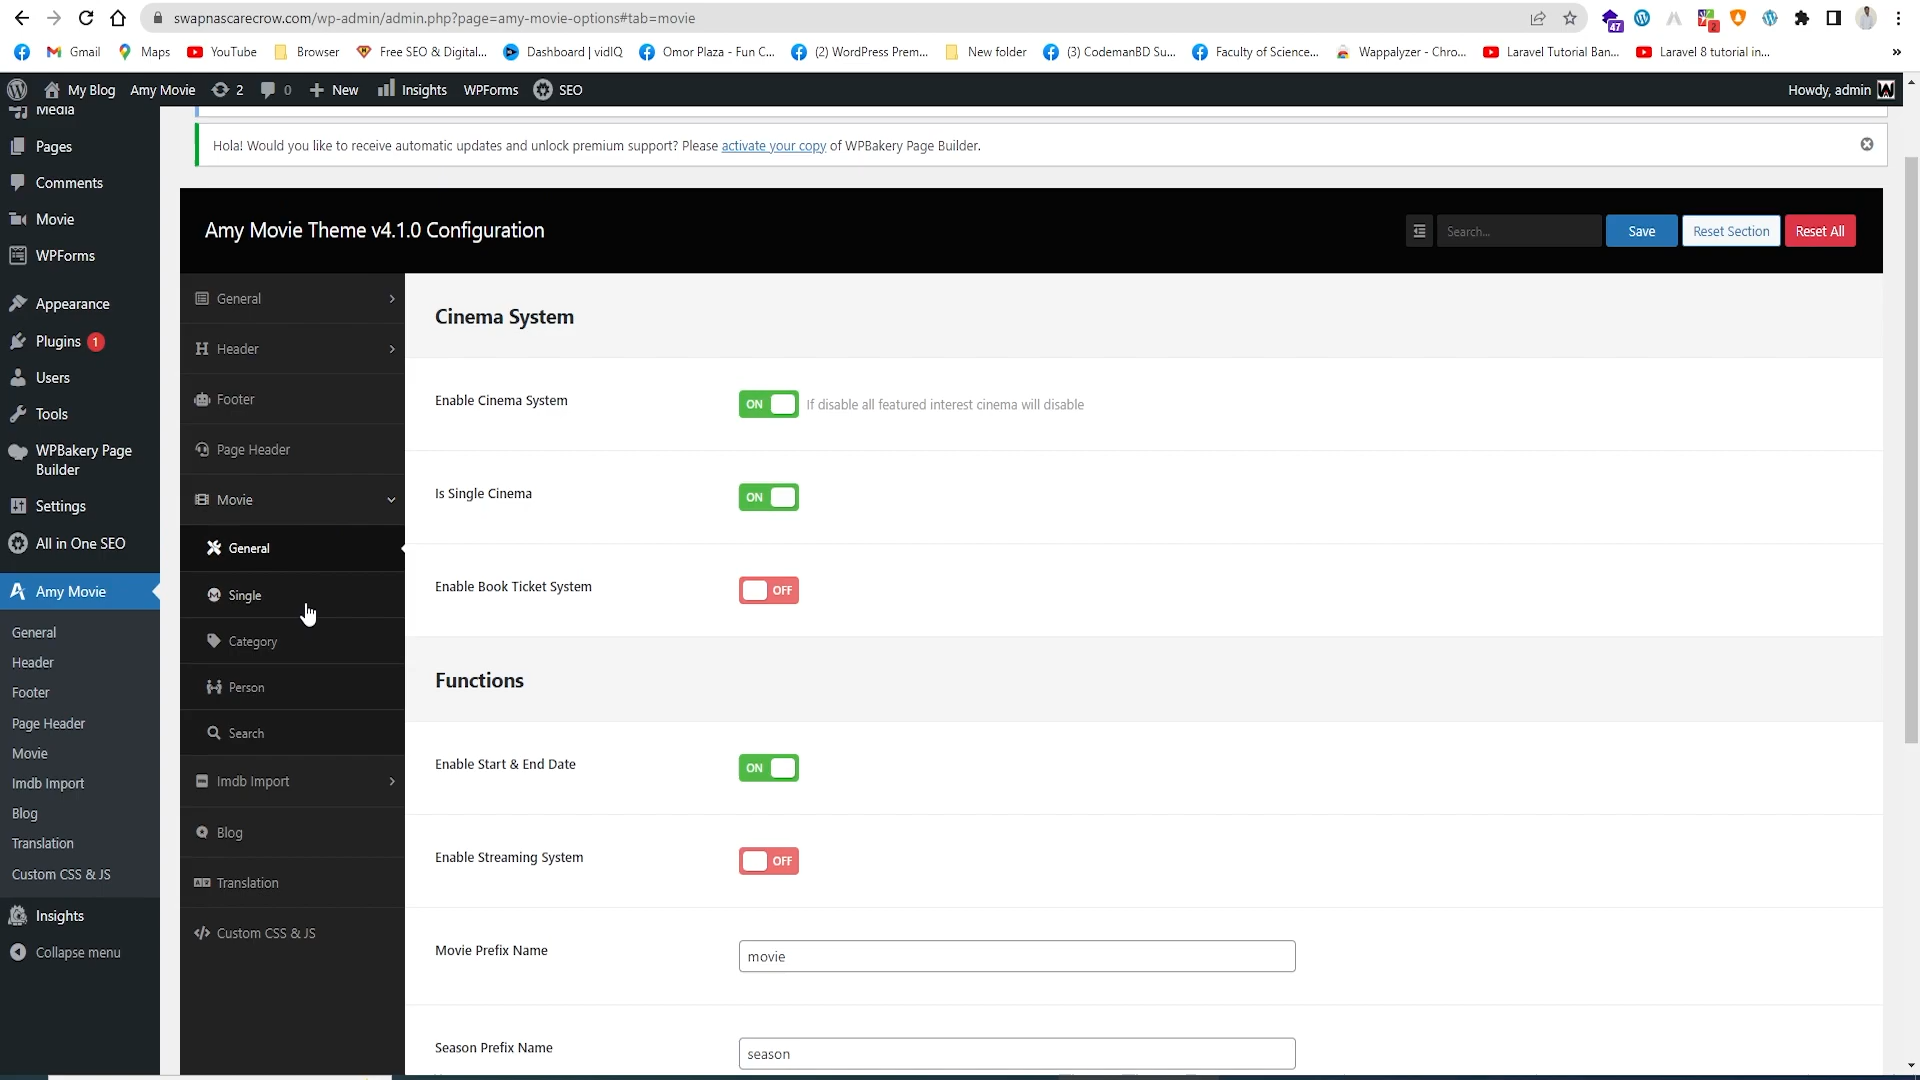 swapnascarecrow.com/wp-admin/admin.php?page=amy-movie-options#tab=movie
47
2
Gmail
Maps
YouTube
Browser
Free SEO & Digital...
Dashboard | vidIQ
Omor Plaza - Fun C...
(2) WordPress Prem...
New folder
(3) CodemanBD Su...
Faculty of Science...
Wappalyzer - Chro...
Laravel Tutorial Ban...
Laravel 8 tutorial in...
»
My Blog
Amy Movie
2
0
New
Insights
WPForms
SEO
Howdy, admin
Media
Pages
Comments
Movie
WPForms
Appearance
Plugins 1
Users
Tools
WPBakery Page
Builder
Settings
All in One SEO
Amy Movie
General
Header
Footer
Page Header
Movie
Imdb Import
Blog
Translation
Custom CSS & JS
Insights
Collapse menu
Hola! Would you like to receive automatic updates and unlock premium support? Please activate your copy of WPBakery Page Builder.
Amy Movie Theme v4.1.0 Configuration
Search...
Save
Reset Section
Reset All
General
Header
Footer
Page Header
Movie
General
Single
Category
Person
Search
Imdb Import
Blog
Translation
Custom CSS & JS
Cinema System
Enable Cinema System
ON
If disable all featured interest cinema will disable
Is Single Cinema
ON
Enable Book Ticket System
OFF
Functions
Enable Start & End Date
ON
Enable Streaming System
OFF
Movie Prefix Name
movie
Season Prefix Name
season